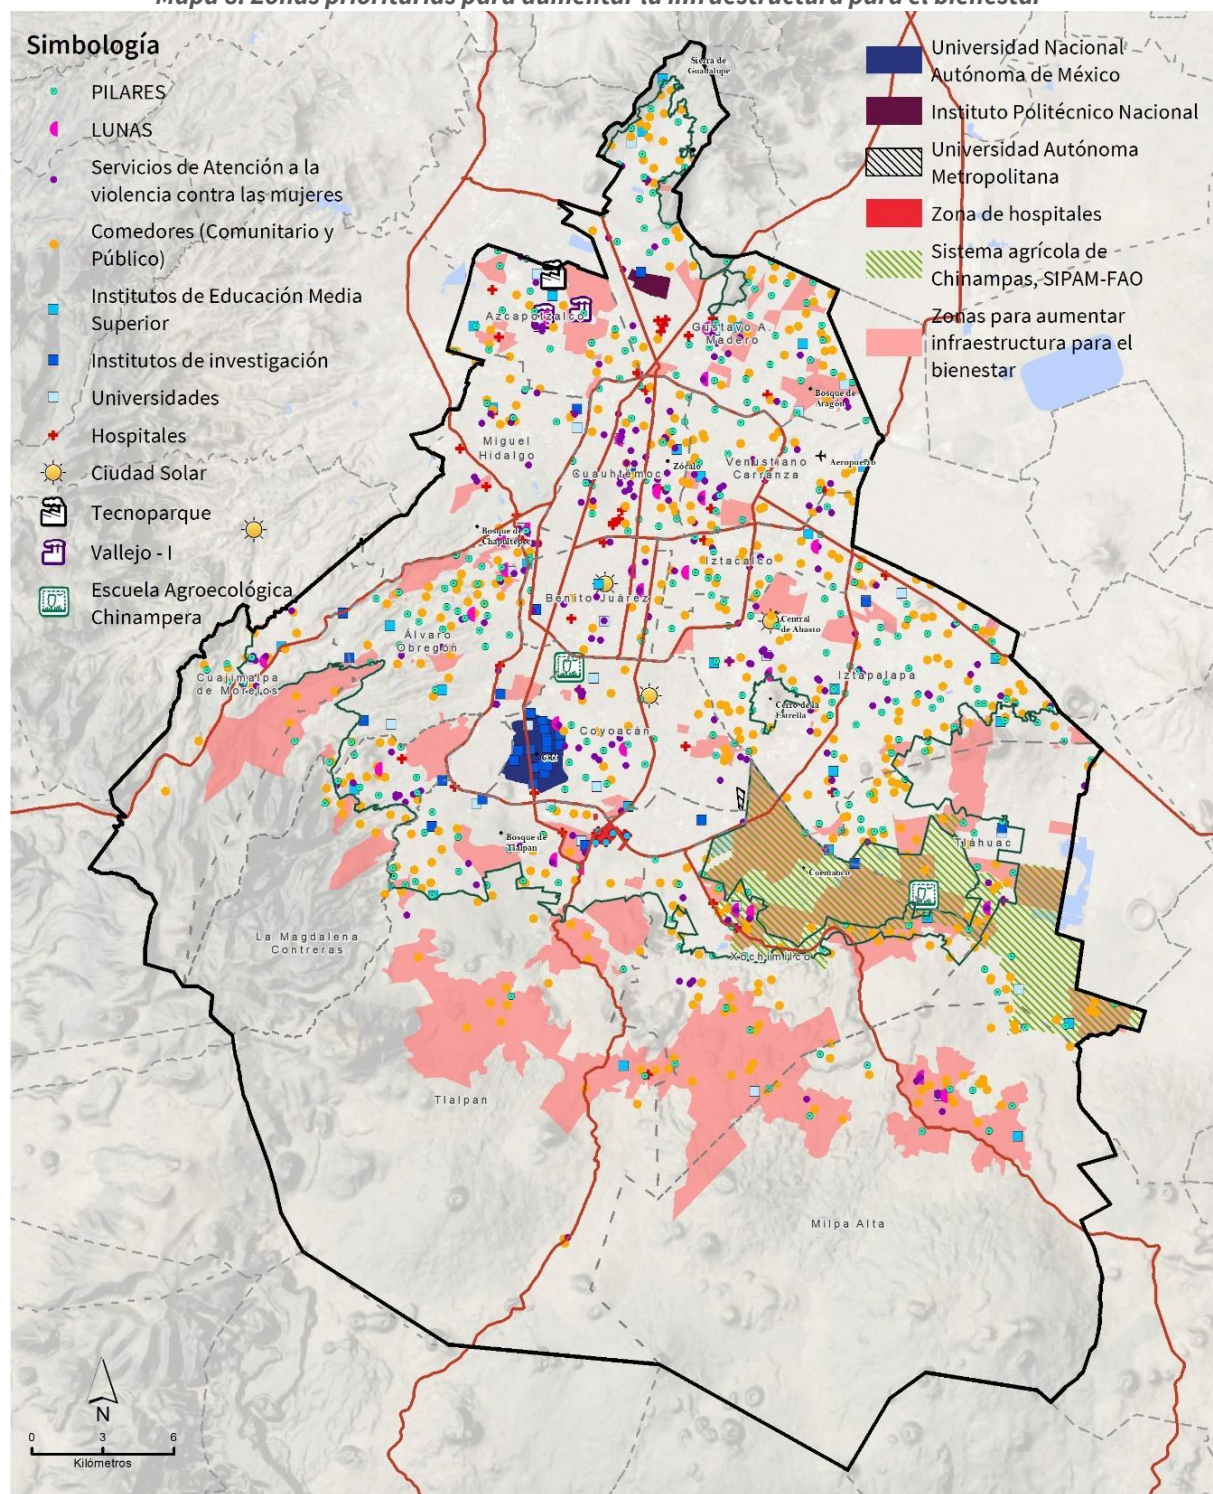 Mapa 8. Zonas prioritarias para aumentar la infraestructura para el bienestar
Simbología
PILARES
LUNAS
Servicios de Atención a la
violencia contra las mujeres
Comedores (Comunitario y
Público)
Institutos de Educación Media
Superior
Institutos de investigación
Universidades
Hospitales
Ciudad Solar
Tecnoparque
Vallejo - I
Escuela Agroecológica
Chinampera
Universidad Nacional
Autónoma de México
Instituto Politécnico Nacional
Universidad Autónoma
Metropolitana
Zona de hospitales
Sistema agrícola de
Chinampas, SIPAM-FAO
Zonas para aumentar
infraestructura para el
bienestar
Sierra de
Guadalupe
Azcapotzalco
Gustavo A.
Madero
Bosque de
Aragón
Miguel
Hidalgo
Cuauhtémoc
Zócalo
Venustiano
Carranza
Aeropuerto
Bosque de
Chapultepec
Iztacalco
Benito Juárez
Central
de Abasto
Álvaro
Obregón
Cuajimalpa
de Morelos
Iztapalapa
Cerro de la
Estrella
Coyoacán
Bosque de
Tlalpan
Tláhuac
Cuemanco
La Magdalena
Contreras
Xochimilco
Tlalpan
Milpa Alta
N
0 3 6
Kilómetros